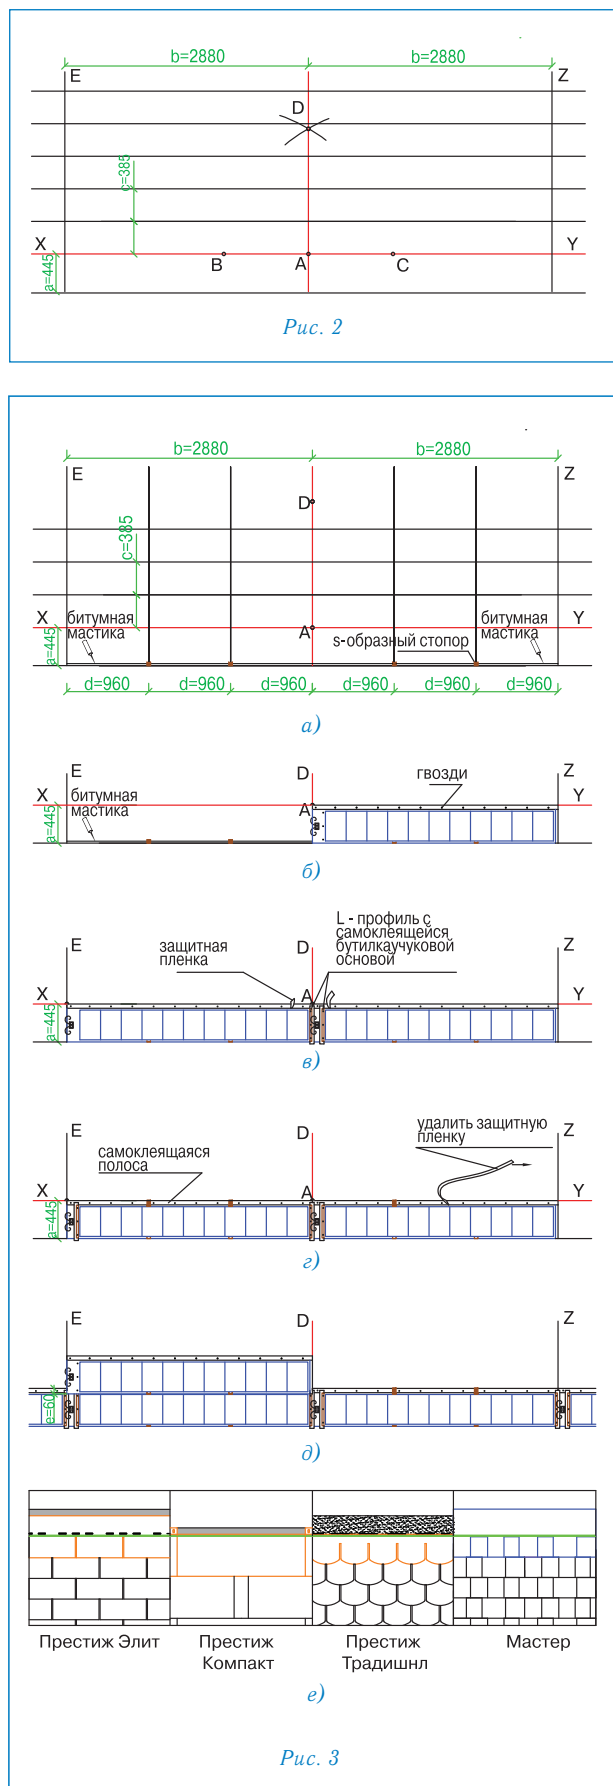 b=2880 b=2880
E Z
D
c=385
X Y
B A C
a=445
Рис. 2
b=2880 b=2880
E Z
D
c=385
X битумная мастика A s-образный стопор битумная мастика Y
a=445
d=960 d=960 d=960 d=960 d=960 d=960
а)
E D гвозди Z
X битумная мастика A Y
a=445
б)
L - профиль с
самоклеящейся
бутилкаучуковой
основой
защитная
пленка
E D Z
X A Y
a=445
в)
удалить защитную
пленку
E D Z
самоклеящаяся
полоса
X A Y
a=445
г)
E D Z
д)
Престиж Элит Престиж Компакт Престиж Традишнл Мастер
е)
Рис. 3